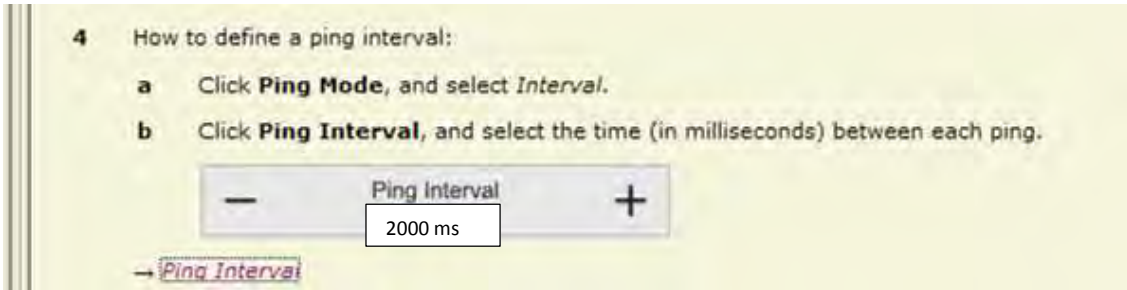 4 How to define a ping interval:
a Click Ping Mode, and select Interval.
b Click Ping Interval, and select the time (in milliseconds) between each ping.
− Ping Interval +
2000 ms
→ Ping Interval